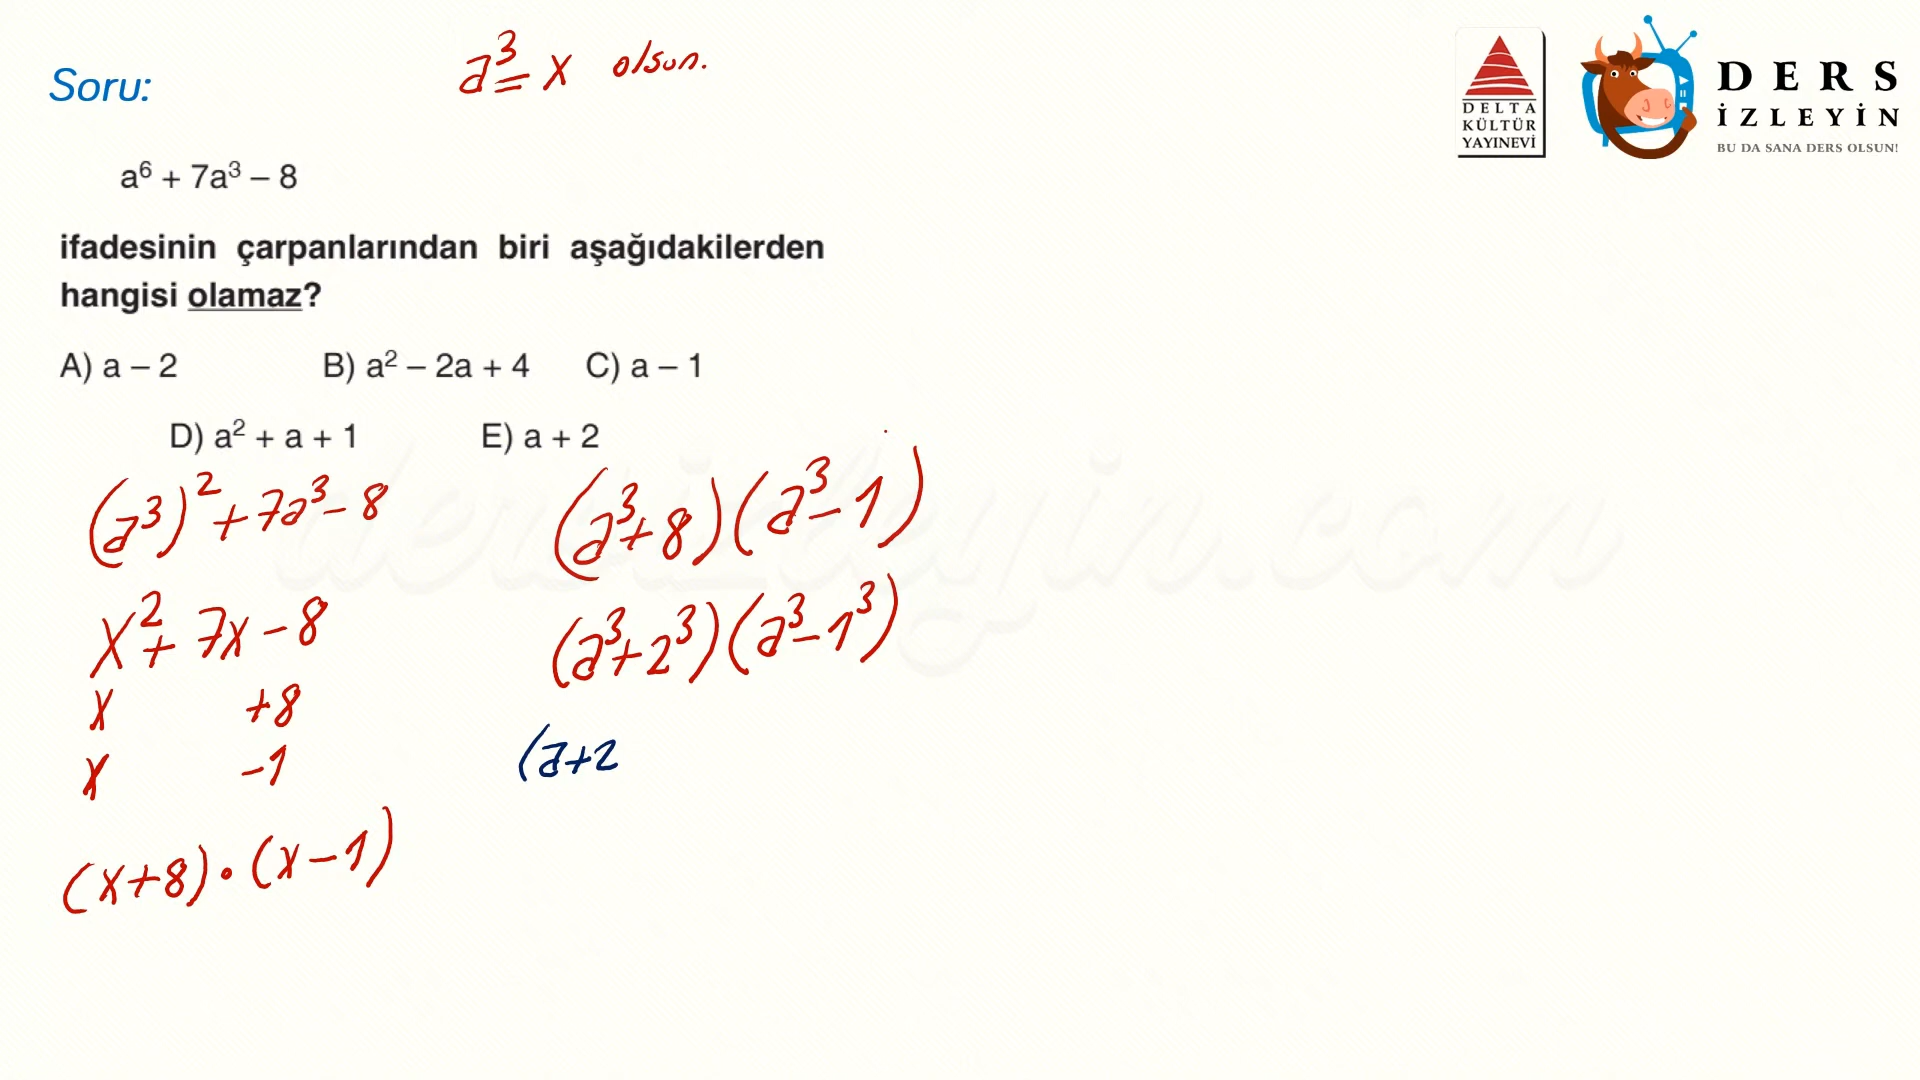 a³ = x olsun.
Soru:
DELTA
KÜLTÜR
YAYINEVİ
DERS
İZLEYİN
BU DA SANA DERS OLSUN!
a⁶ + 7a³ – 8
ifadesinin çarpanlarından biri aşağıdakilerden
hangisi olamaz?
A) a – 2 B) a² – 2a + 4 C) a – 1
D) a² + a + 1 E) a + 2
dersizleyin.com
(a³)² + 7a³ – 8
x² + 7x – 8
x +8
x –1
(x+8)·(x–1)
(a³+8)(a³–1)
(a³+2³)(a³–1³)
(a+2